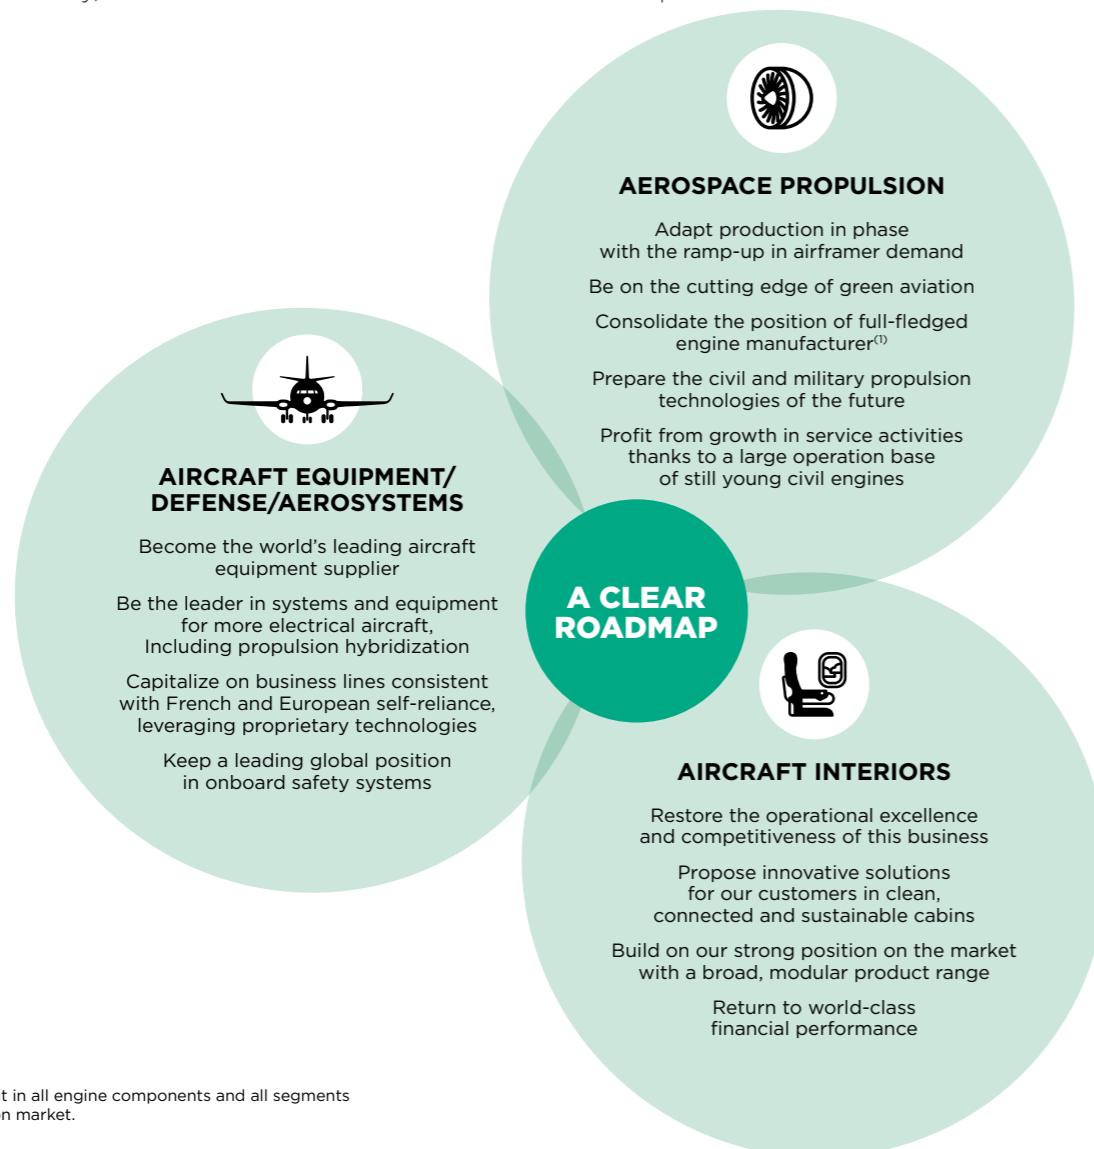 AEROSPACE PROPULSION
Adapt production in phase
with the ramp-up in airframer demand
Be on the cutting edge of green aviation
Consolidate the position of full-fledged
engine manufacturer(1)
Prepare the civil and military propulsion
technologies of the future
Profit from growth in service activities
thanks to a large operation base
of still young civil engines
AIRCRAFT EQUIPMENT/
DEFENSE/AEROSYSTEMS
Become the world's leading aircraft
equipment supplier
Be the leader in systems and equipment
for more electrical aircraft,
Including propulsion hybridization
Capitalize on business lines consistent
with French and European self-reliance,
leveraging proprietary technologies
Keep a leading global position
in onboard safety systems
A CLEAR
ROADMAP
AIRCRAFT INTERIORS
Restore the operational excellence
and competitiveness of this business
Propose innovative solutions
for our customers in clean,
connected and sustainable cabins
Build on our strong position on the market
with a broad, modular product range
Return to world-class
financial performance
in all engine components and all segments
market.